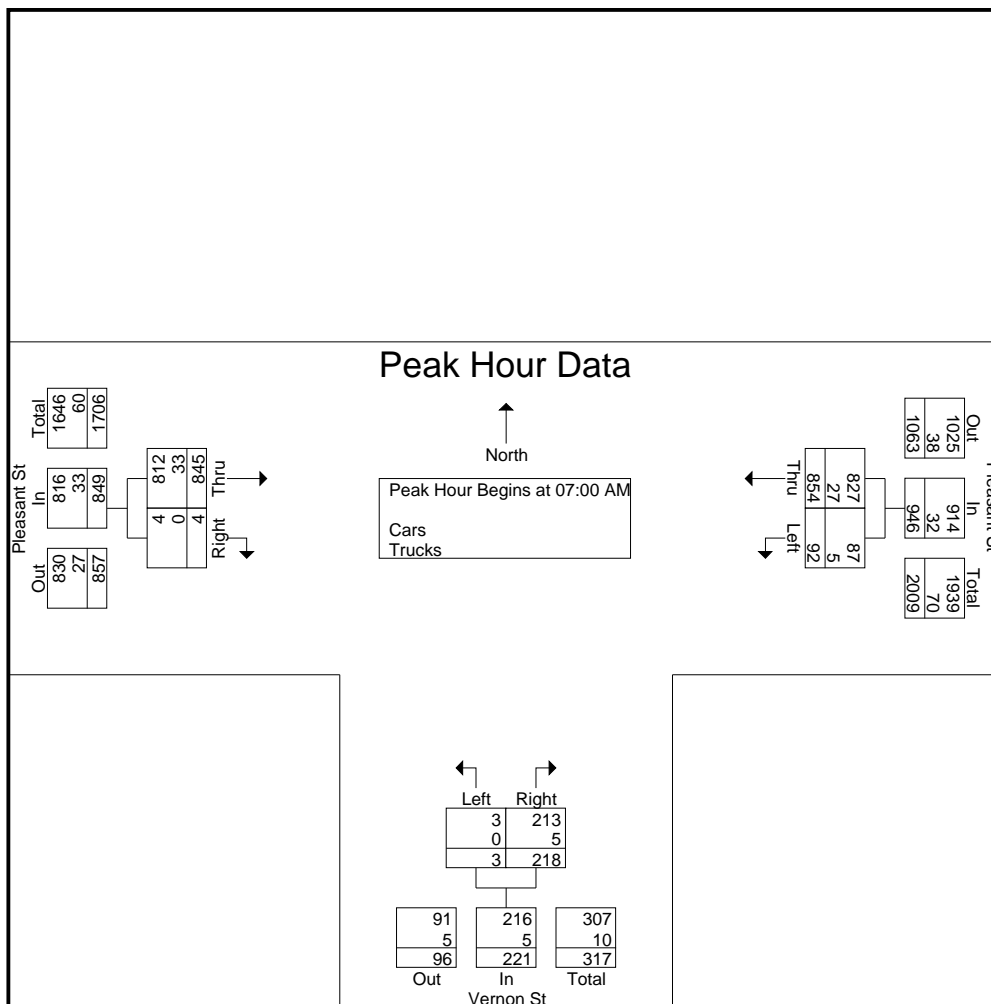 Peak Hour Data
North
Peak Hour Begins at 07:00 AM
Cars
Trucks
Pleasant St
Total
1646
60
1706
In
816
33
849
Out
830
27
857
812
33
845
Thru
4
0
4
Right
Pleasant St
Out
1025
38
1063
In
914
32
946
Total
1939
70
2009
Thru
827
27
854
Left
87
5
92
Left Right
3 213
0 5
3 218
91 216 307
5 5 10
96 221 317
Out In Total
Vernon St